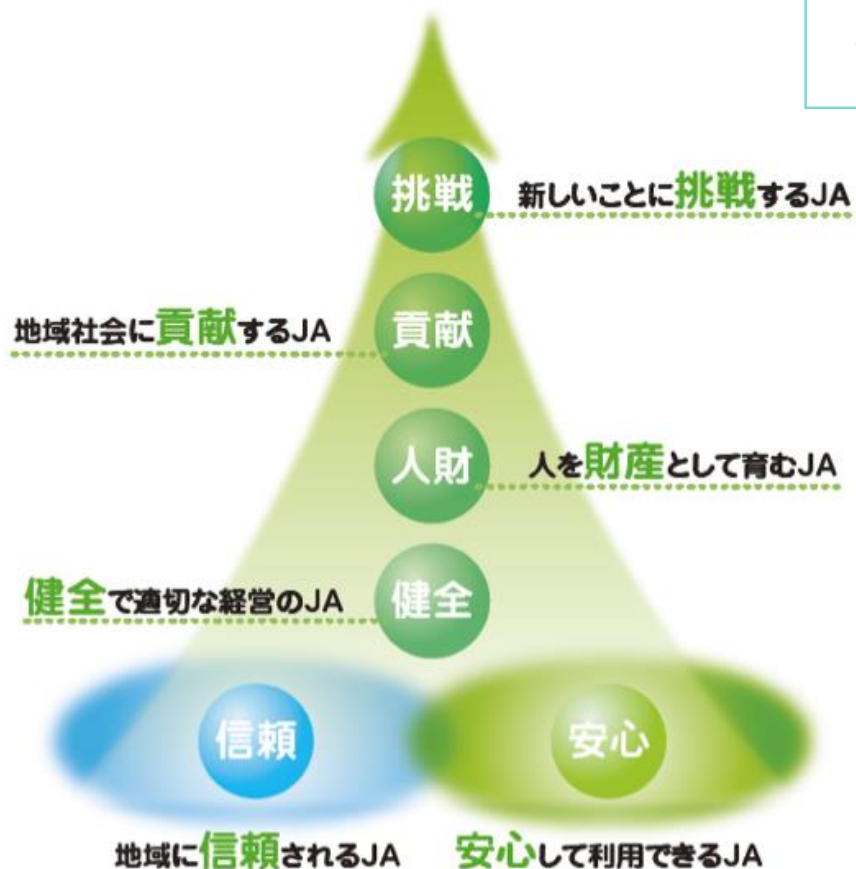 挑戦
新しいことに挑戦するJA
地域社会に貢献するJA
貢献
人財
人を財産として育むJA
健全で適切な経営のJA
健全
信頼
安心
地域に信頼されるJA
安心して利用できるJA